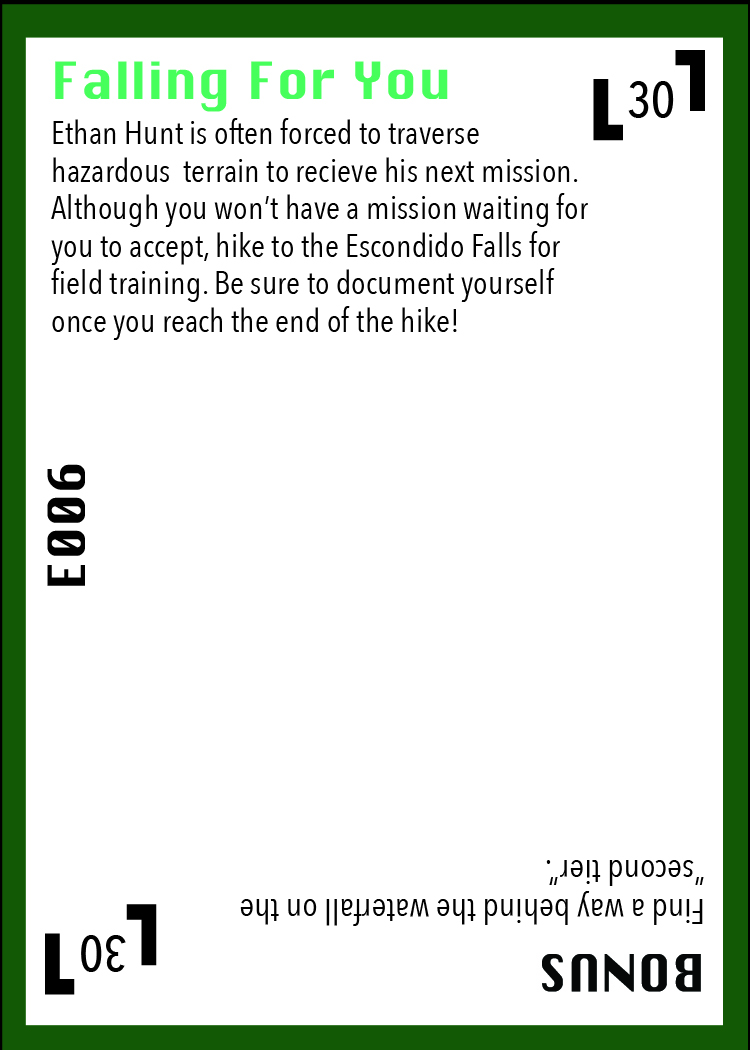 Falling For You
30
Ethan Hunt is often forced to traverse
hazardous  terrain to recieve his next mission.
Although you won’t have a mission waiting for
you to accept, hike to the Escondido Falls for
field training. Be sure to document yourself
once you reach the end of the hike!
E006
BONUS
Find a way behind the waterfall on the
"second tier".
30